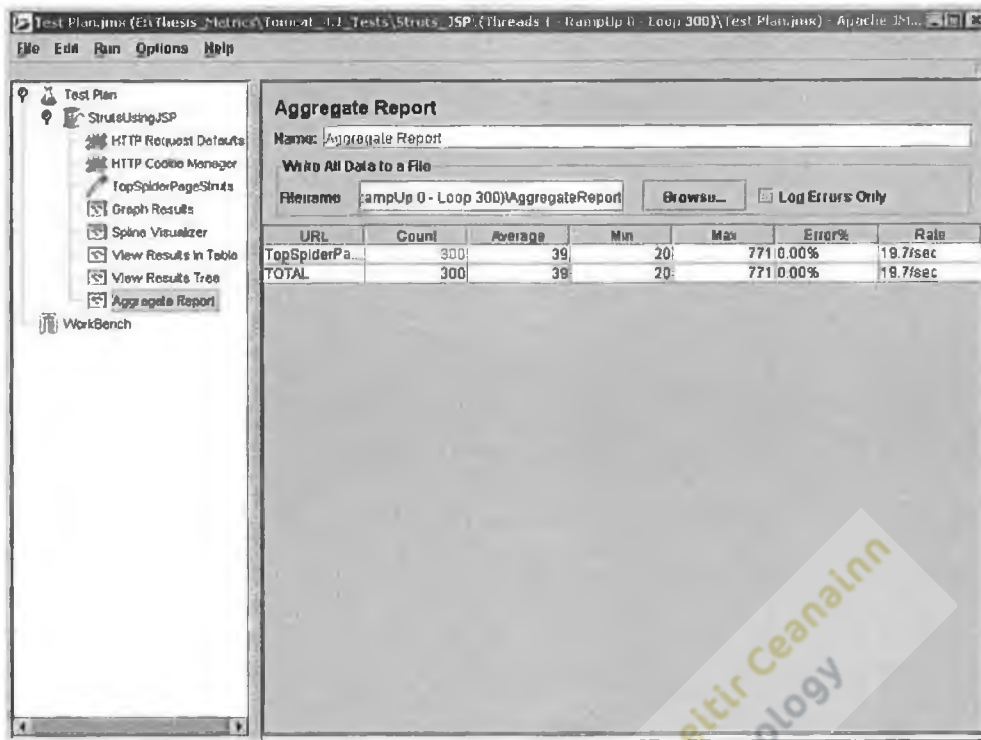 Test Plan.jmx (E:\Thesis_Metrics\Tomcat_4.1_Tests\Struts_JSP\(Threads 1 - RampUp 0 - Loop 300)\Test Plan.jmx) - Apache JM...
File Edit Run Options Help
Test Plan
StrutsUsingJSP
HTTP Request Defaults
HTTP Cookie Manager
TopSpiderPageStruts
Graph Results
Spline Visualizer
View Results in Table
View Results Tree
Aggregate Report
WorkBench
Aggregate Report
Name: Aggregate Report
Write All Data to a File
Filename ampUp 0 - Loop 300)\AggregateReport Browse... Log Errors Only
URL Count Average Min Max Error% Rate
TopSpiderPa... 300 39 20 771 0.00% 19.7/sec
TOTAL 300 39 20 771 0.00% 19.7/sec
eitir Ceanainn
ology